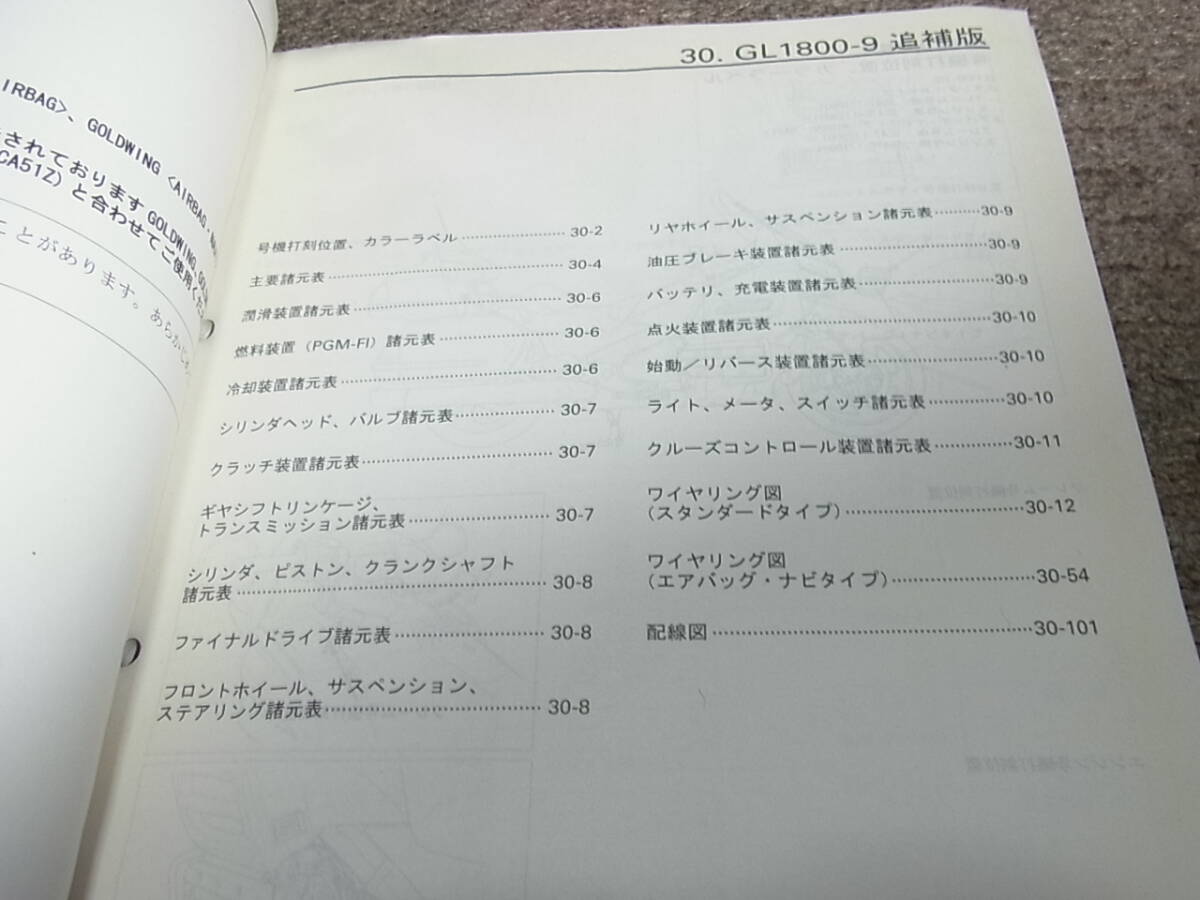 IRBAG>、GOLDWING <AIRBAG・
されております GOLDWING,
CA51Z) と合わせてご使用くだ
ことがあります。あらかじめ
30. GL1800-9 追補版
号機打刻位置、カラーラベル……………………30-2
主要諸元表……………………30-4
潤滑装置諸元表……………………30-6
燃料装置 (PGM-FI) 諸元表……………………30-6
冷却装置諸元表……………………30-6
シリンダヘッド、バルブ諸元表……………………30-7
クラッチ装置諸元表……………………30-7
ギヤシフトリンケージ、
トランスミッション諸元表……………………30-7
シリンダ、ピストン、クランクシャフト
諸元表……………………30-8
ファイナルドライブ諸元表……………………30-8
フロントホイール、サスペンション、
ステアリング諸元表……………………30-8
リヤホイール、サスペンション諸元表……………………30-9
油圧ブレーキ装置諸元表……………………30-9
バッテリ、充電装置諸元表……………………30-9
点火装置諸元表……………………30-10
始動/リバース装置諸元表……………………30-10
ライト、メータ、スイッチ諸元表……………………30-10
クルーズコントロール装置諸元表……………………30-11
ワイヤリング図
(スタンダードタイプ)……………………30-12
ワイヤリング図
(エアバッグ・ナビタイプ)……………………30-54
配線図……………………30-101